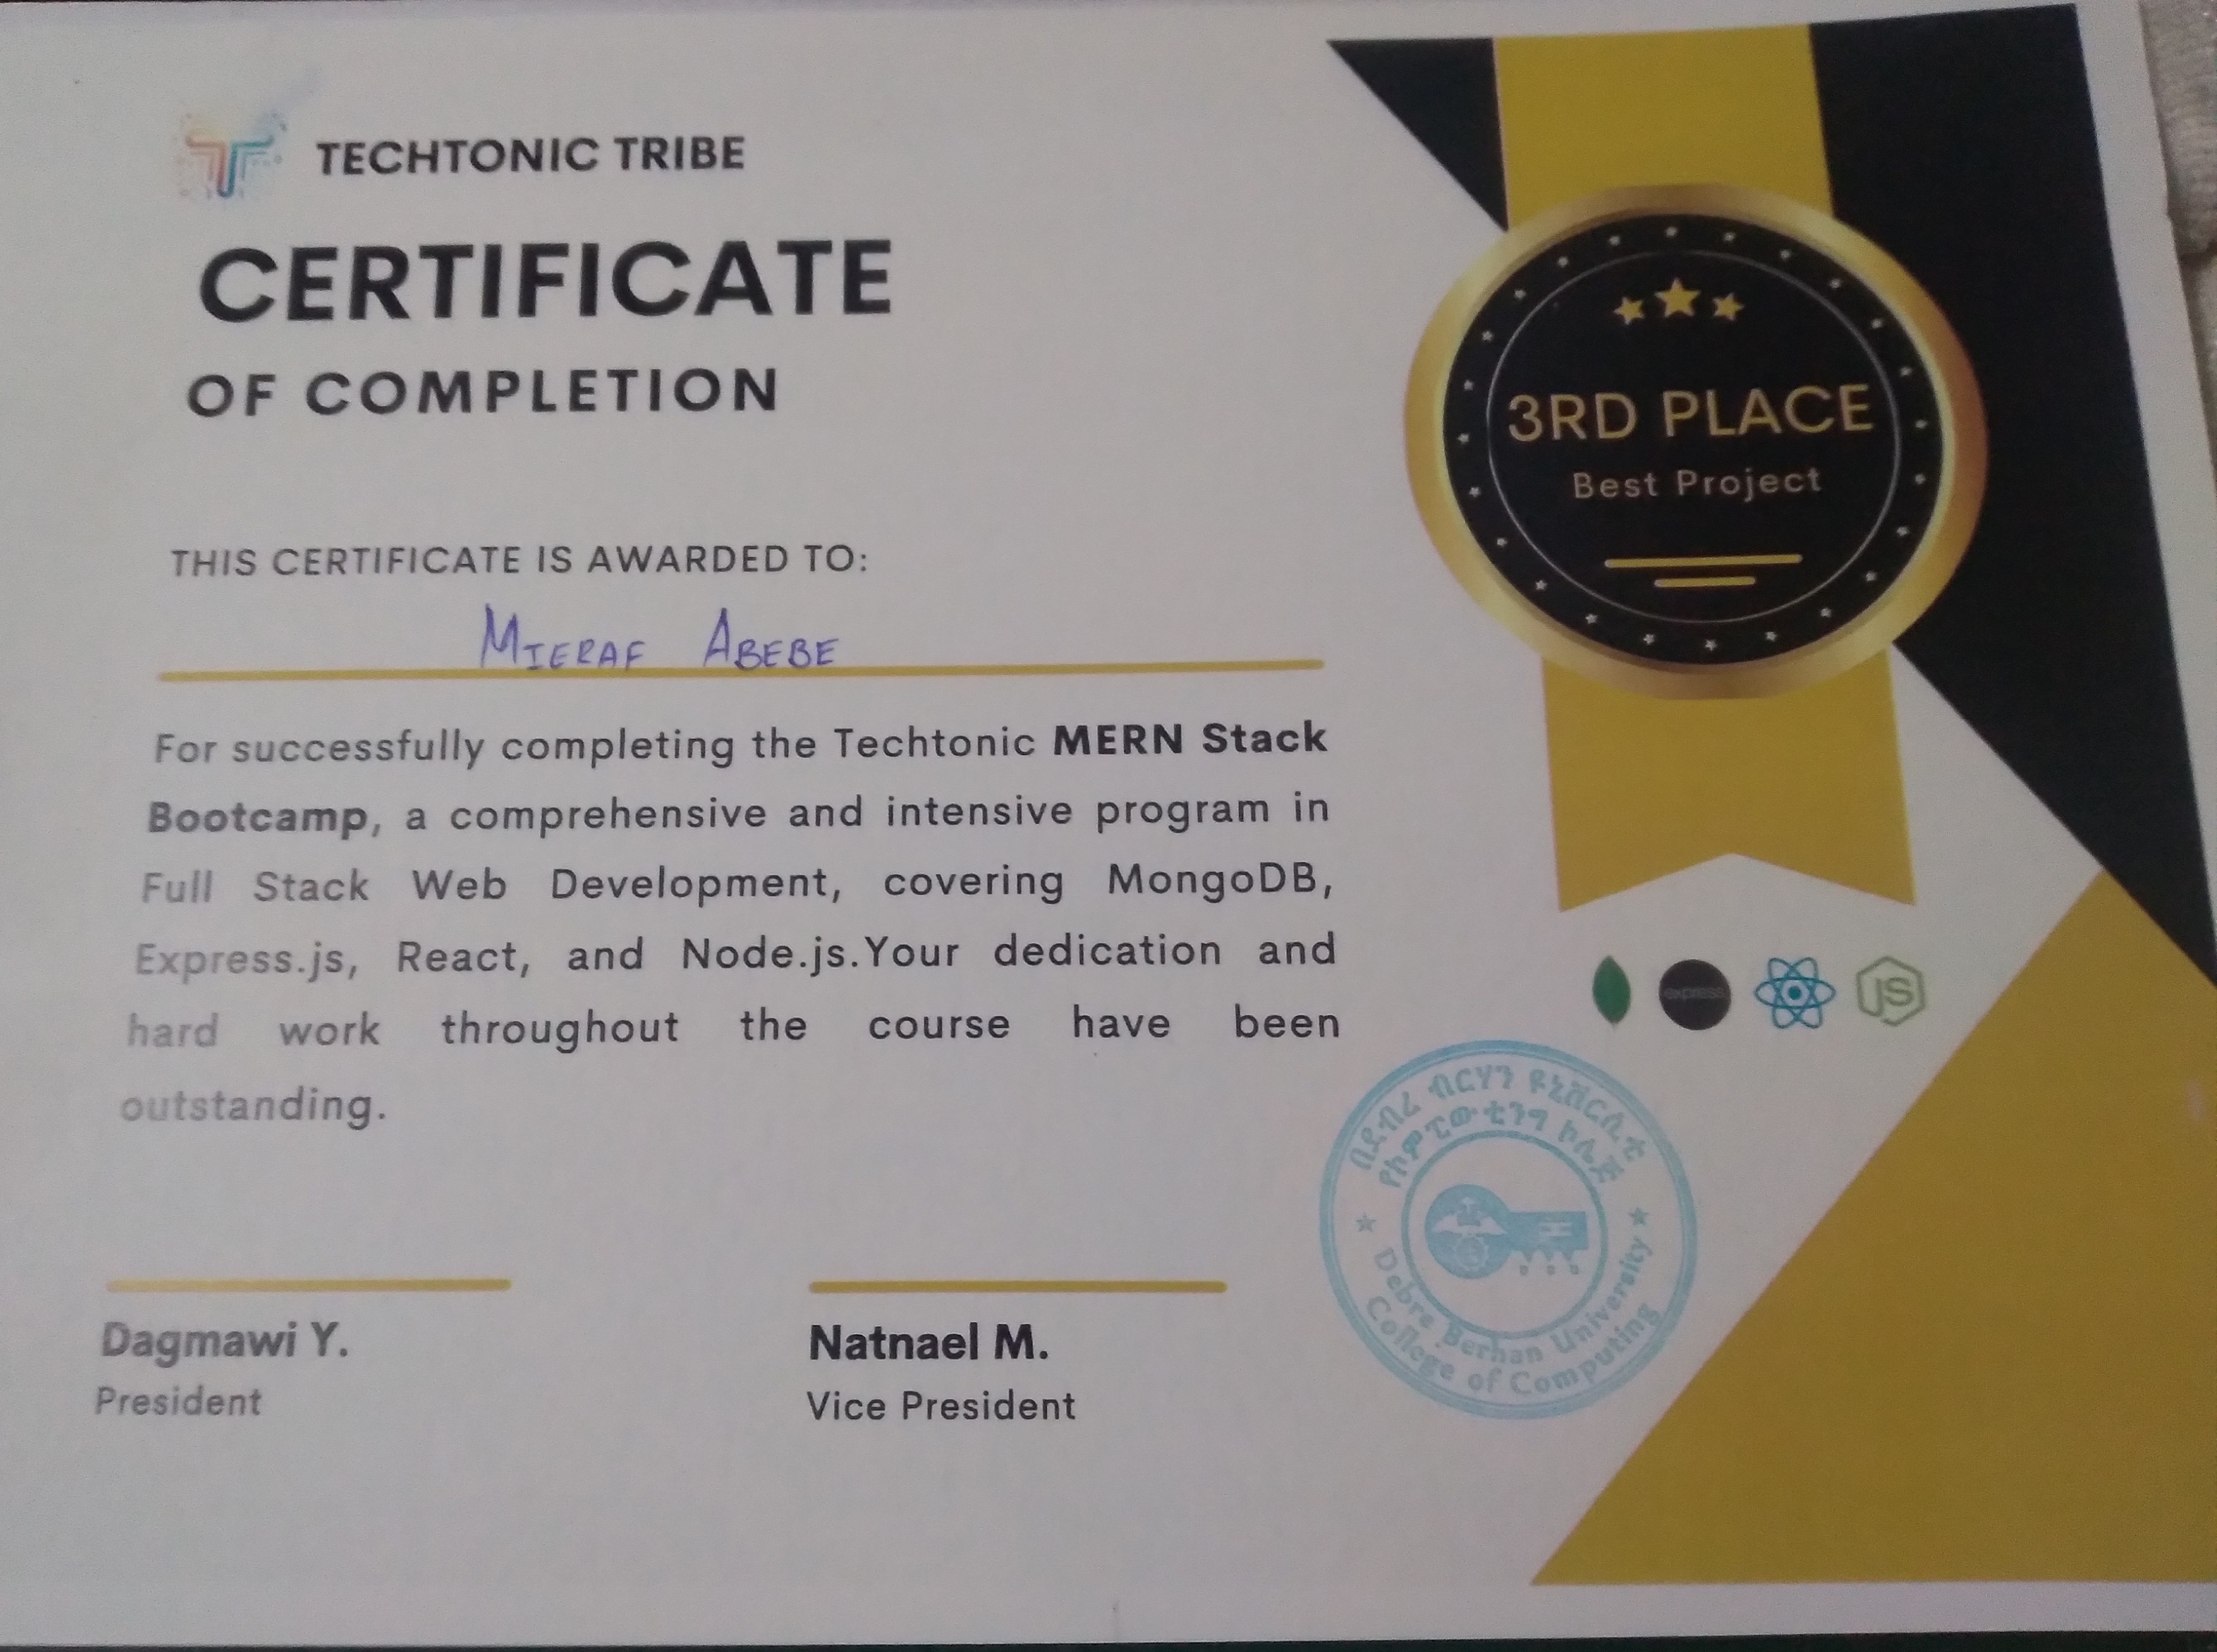 TECHTONIC TRIBE
CERTIFICATE
OF COMPLETION
THIS CERTIFICATE IS AWARDED TO:
MIERAF ABEBE
For successfully completing the Techtonic MERN Stack
Bootcamp, a comprehensive and intensive program in
Full Stack Web Development, covering MongoDB,
Express.js, React, and Node.js.Your dedication and
hard work throughout the course have been
outstanding.
Dagmawi Y.
President
Natnael M.
Vice President
3RD PLACE
Best Project
express
JS
በደብረ ብርሃን ዩኒቨርሲቲ
የኮምፒውቲንግ ኮሌጅ
Debre Berhan University
College of Computing